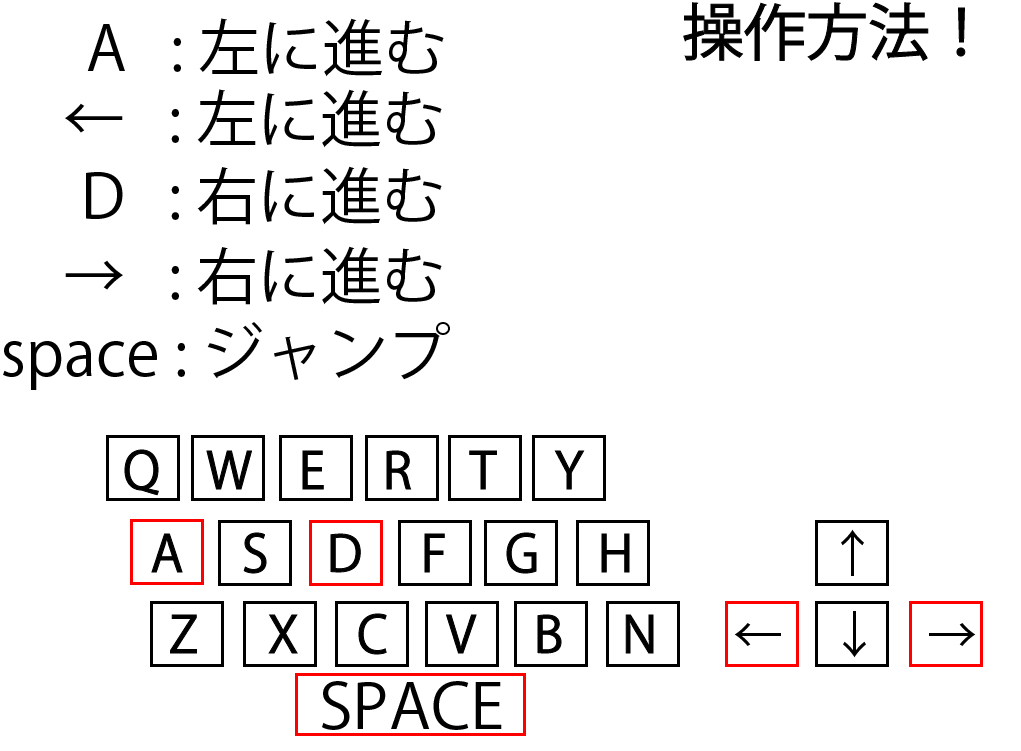 操作方法！
A : 左に進む
← : 左に進む
D : 右に進む
→ : 右に進む
space : ジャンプ
Q W E R T Y
A S D F G H ↑
Z X C V B N ← ↓ →
SPACE